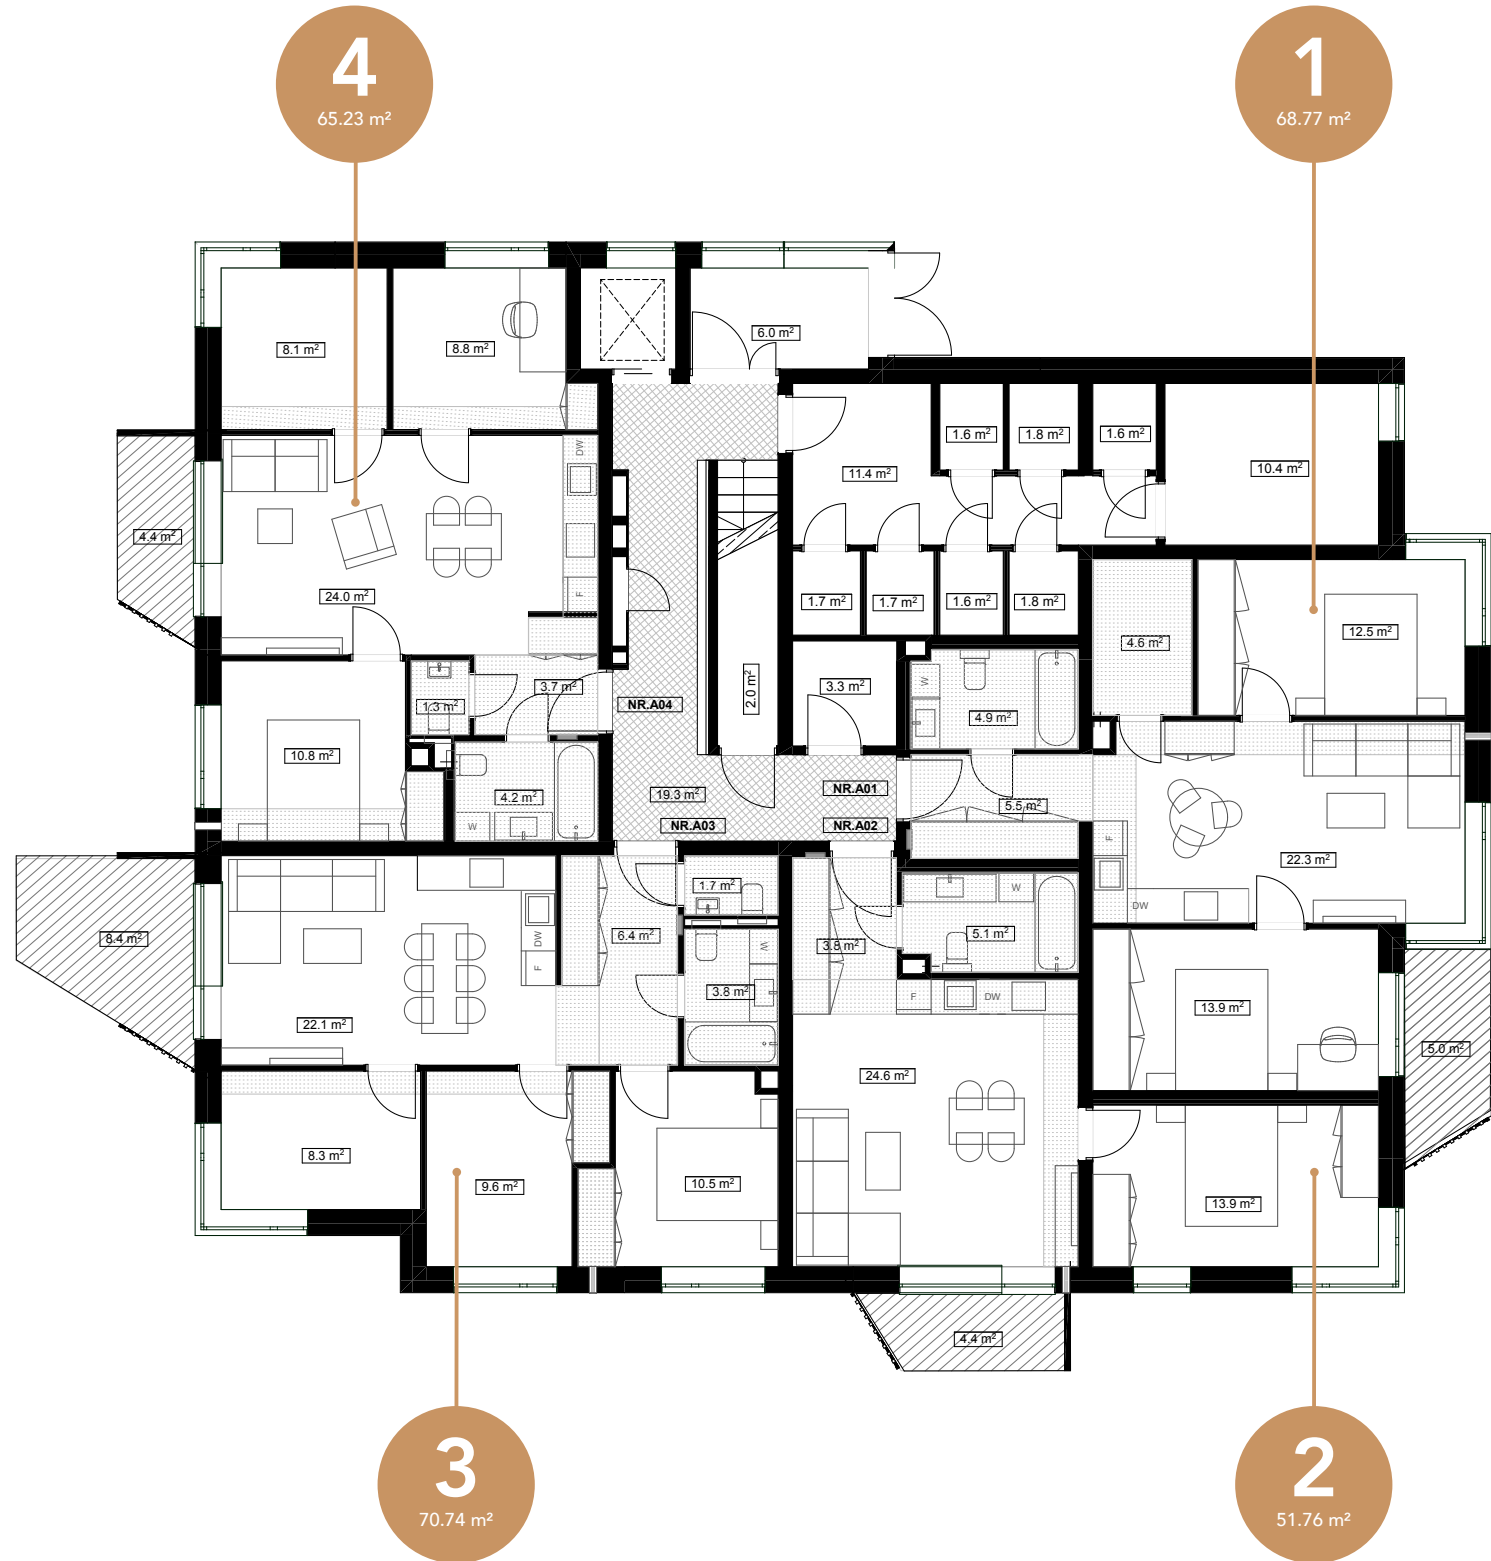 4
65.23 m²
1
68.77 m²
6.0 m²
8.1 m²
8.8 m²
1.6 m²
1.8 m²
1.6 m²
DW
11.4 m²
10.4 m²
4.4 m²
24.0 m²
F
1.7 m²
1.7 m²
1.6 m²
1.8 m²
4.6 m²
12.5 m²
1.3 m²
3.7 m²
NR.A04
2.0 m²
3.3 m²
W
4.9 m²
10.8 m²
4.2 m²
W
19.3 m²
NR.A03
NR.A01
NR.A02
5.5 m²
F
22.3 m²
DW
1.7 m²
W
8.4 m²
DW
F
6.4 m²
W
3.8 m²
5.1 m²
3.8 m²
F
DW
22.1 m²
13.9 m²
5.0 m²
24.6 m²
8.3 m²
9.6 m²
10.5 m²
13.9 m²
4.4 m²
3
70.74 m²
2
51.76 m²